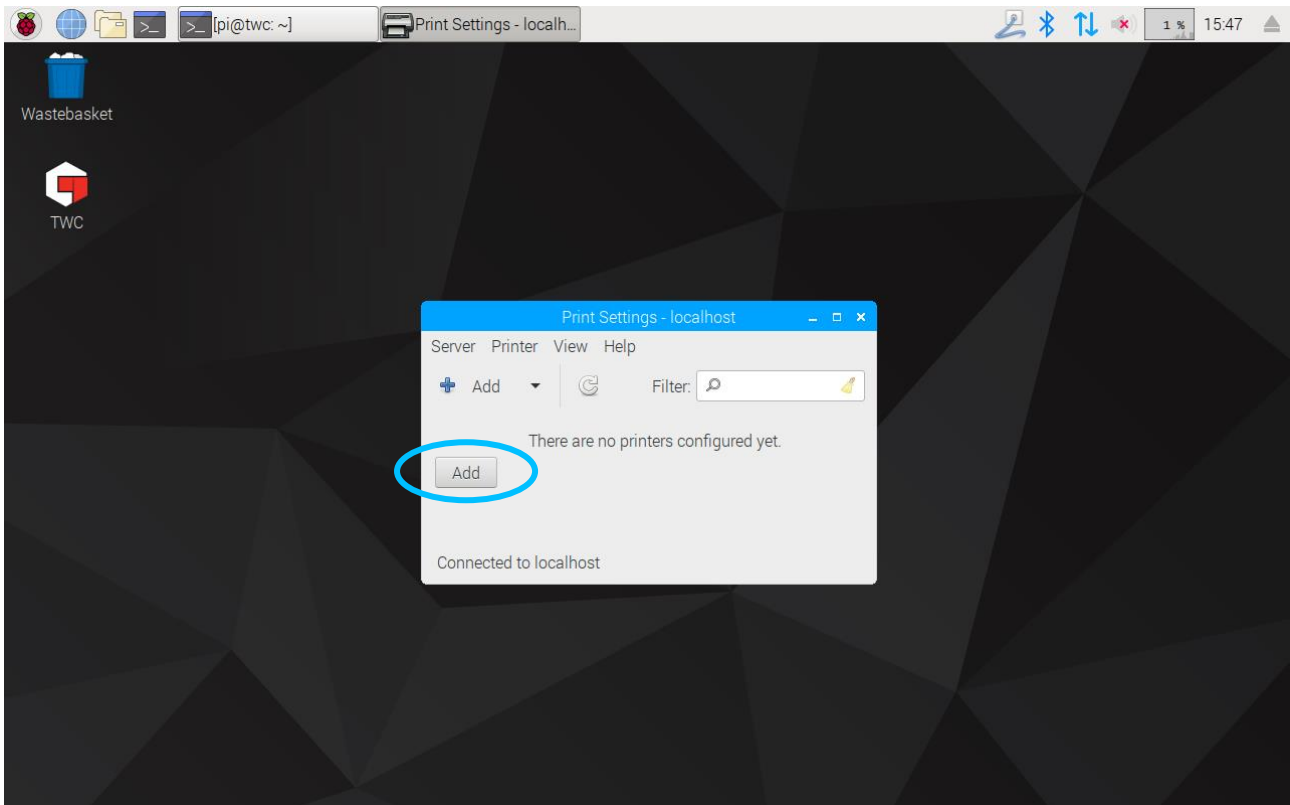 [pi@twc: ~]
Print Settings - localh...
1 %
15:47
Wastebasket
TWC
Print Settings - localhost
Server Printer View Help
Add
Filter:
There are no printers configured yet.
Add
Connected to localhost